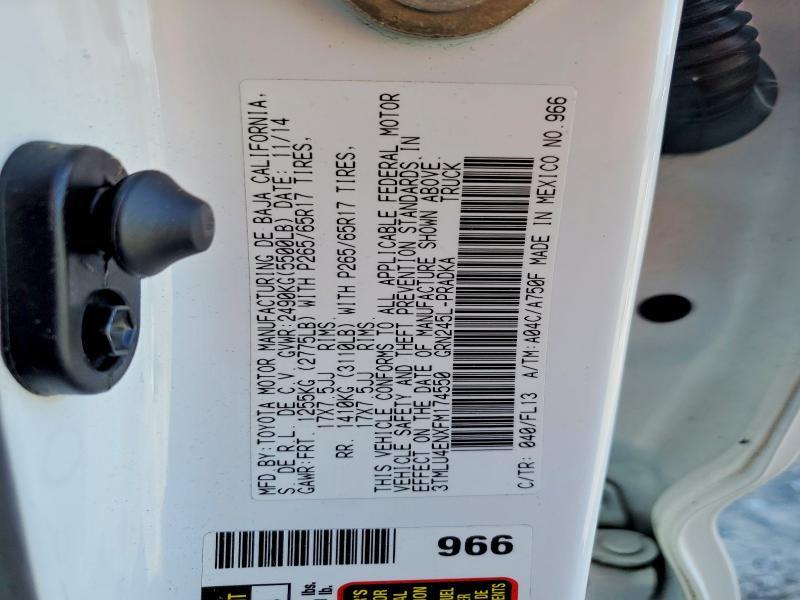 MFD.BY:TOYOTA MOTOR MANUFACTURING DE BAJA CALIFORNIA,
S. DE R.L. DE C.V. GVWR:2490KG(5500LB) DATE: 11/14
GAWR:FRT. 1255KG (2775LB) WITH P265/65R17 TIRES,
17X7.5JJ RIMS,
RR. 1410KG (3110LB) WITH P265/65R17 TIRES,
17X7.5JJ RIMS.
THIS VEHICLE CONFORMS TO ALL APPLICABLE FEDERAL MOTOR
VEHICLE SAFETY AND THEFT PREVENTION STANDARDS IN
EFFECT ON THE DATE OF MANUFACTURE SHOWN ABOVE.
3TMLU4ENXFM174550 GRN245L-PRADKA TRUCK
C/TR: 040/FL13 A/TM:A04C/A750F MADE IN MEXICO NO.966
966
lbs.
lb.